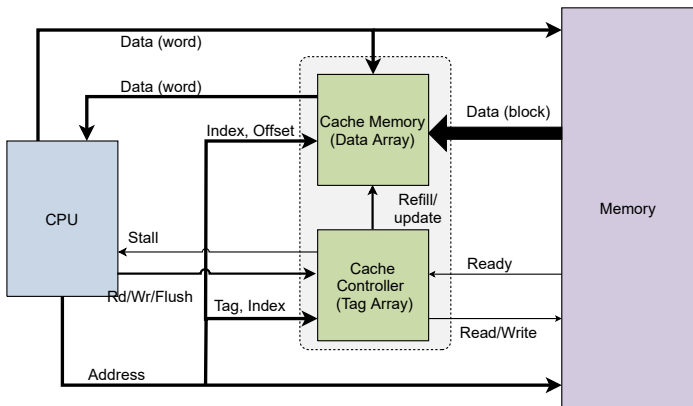 Data (word)
Data (word)
Data (block)
Cache Memory
(Data Array)
Index, Offset
CPU
Refill/
update
Memory
Stall
Cache
Controller
(Tag Array)
Ready
Rd/Wr/Flush
Tag, Index
Read/Write
Address